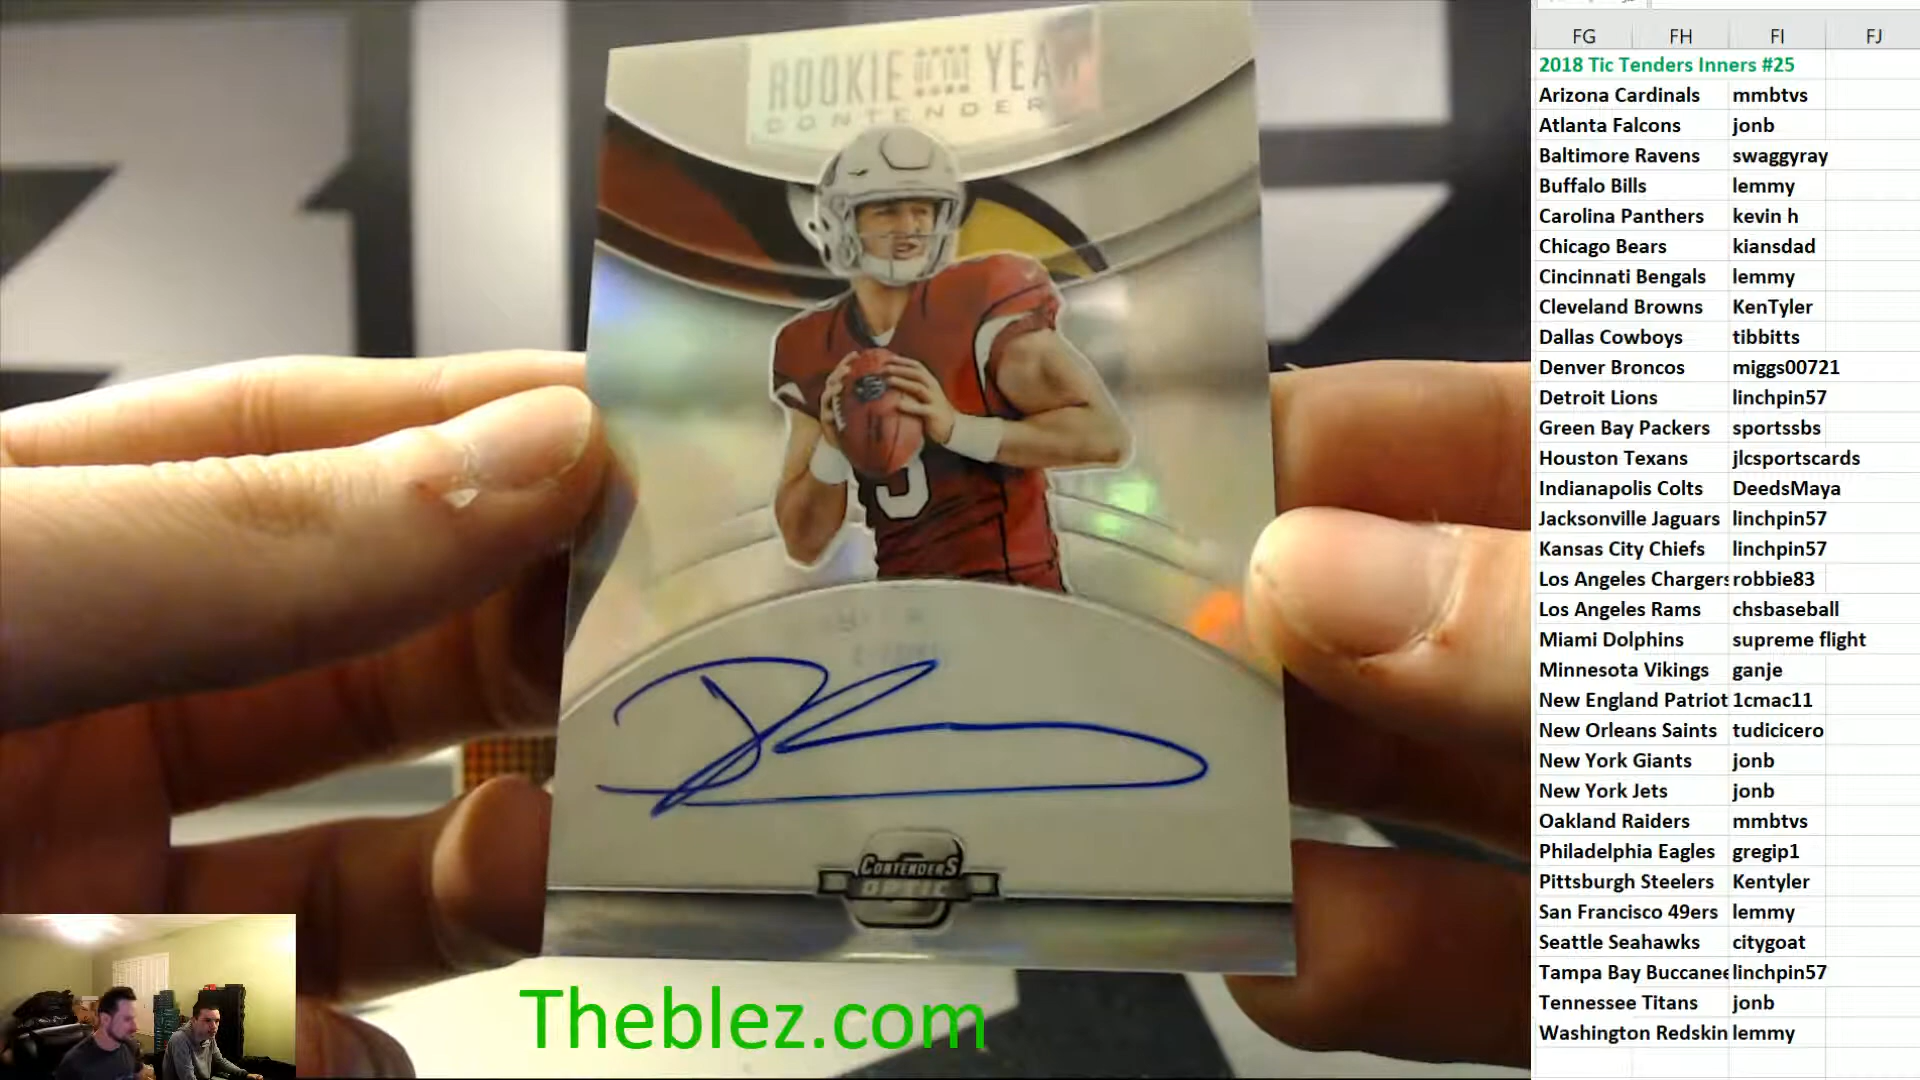 ROOKIE OF THE YEAR
CONTENDERS
CONTENDERS
OPTIC
Theblez.com
FG FH FI FJ
2018 Tic Tenders Inners #25
Arizona Cardinals mmbtvs
Atlanta Falcons jonb
Baltimore Ravens swaggyray
Buffalo Bills lemmy
Carolina Panthers kevin h
Chicago Bears kiansdad
Cincinnati Bengals lemmy
Cleveland Browns KenTyler
Dallas Cowboys tibbitts
Denver Broncos miggs00721
Detroit Lions linchpin57
Green Bay Packers sportssbs
Houston Texans jlcsportscards
Indianapolis Colts DeedsMaya
Jacksonville Jaguars linchpin57
Kansas City Chiefs linchpin57
Los Angeles Chargers robbie83
Los Angeles Rams chsbaseball
Miami Dolphins supreme flight
Minnesota Vikings ganje
New England Patriot 1cmac11
New Orleans Saints tudicicero
New York Giants jonb
New York Jets jonb
Oakland Raiders mmbtvs
Philadelphia Eagles gregip1
Pittsburgh Steelers Kentyler
San Francisco 49ers lemmy
Seattle Seahawks citygoat
Tampa Bay Buccanee linchpin57
Tennessee Titans jonb
Washington Redskin lemmy